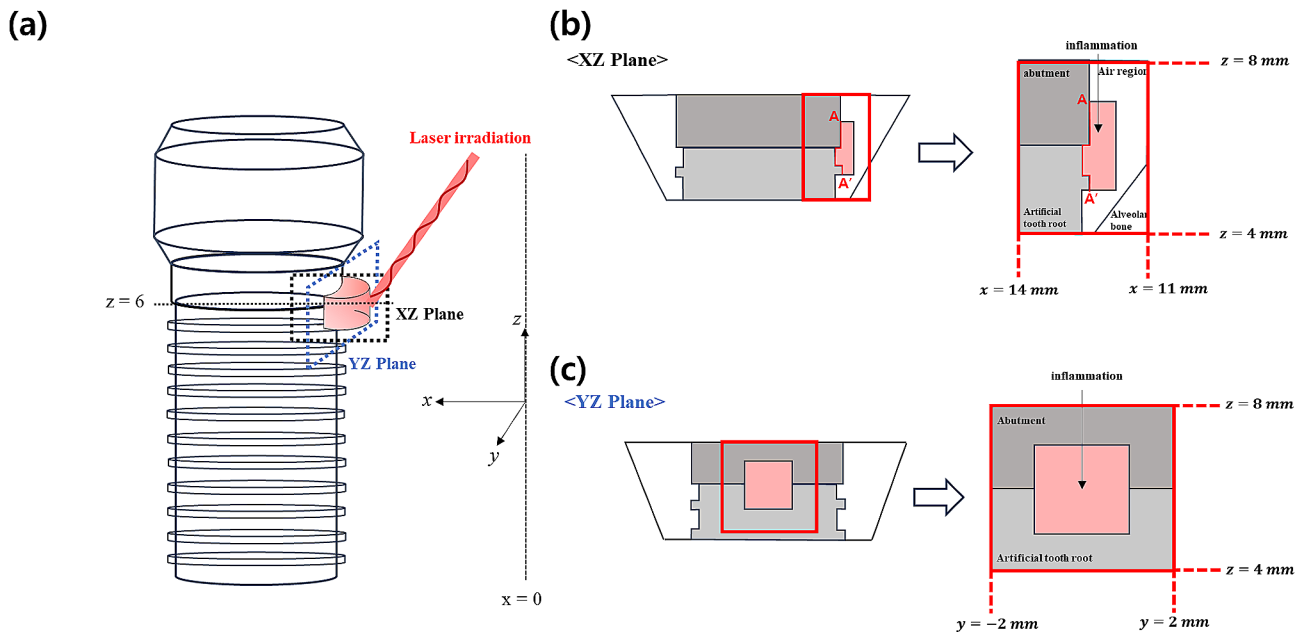 (a)
Laser irradiation
z = 6
XZ Plane
YZ Plane
z
x
y
x = 0
(b)
<XZ Plane>
A
A'
inflammation
abutment
Air region
A
A'
Artificial
tooth root
Alveolar
bone
z = 8 mm
z = 4 mm
x = 14 mm
x = 11 mm
(c)
<YZ Plane>
inflammation
Abutment
Artificial tooth root
z = 8 mm
z = 4 mm
y = −2 mm
y = 2 mm